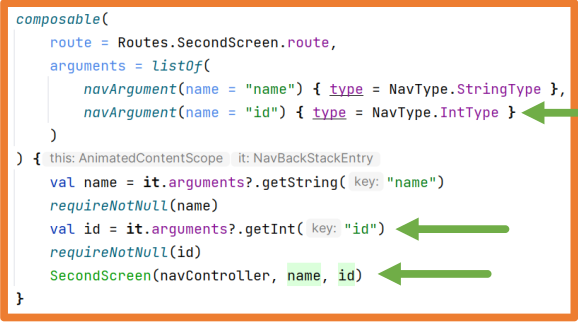 composable(
    route = Routes.SecondScreen.route,
    arguments = listOf(
        navArgument(name = "name") { type = NavType.StringType },
        navArgument(name = "id") { type = NavType.IntType }
    )
) { this: AnimatedContentScope it: NavBackStackEntry
    val name = it.arguments?.getString( key: "name")
    requireNotNull(name)
    val id = it.arguments?.getInt( key: "id")
    requireNotNull(id)
    SecondScreen(navController, name, id)
}